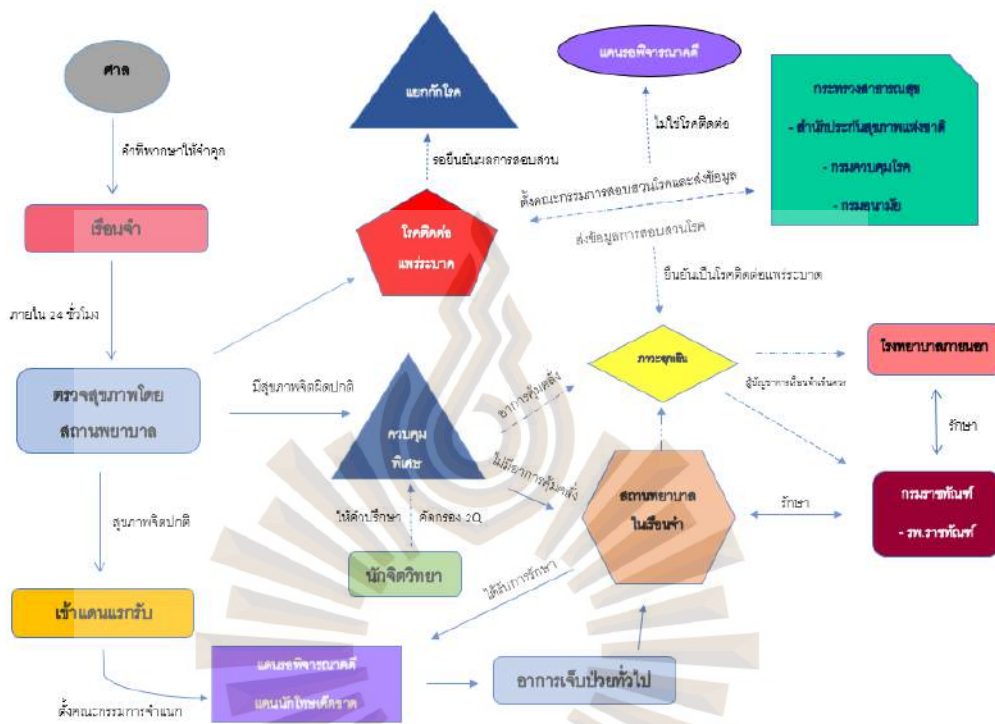 ศาล
คำพิพากษาให้จำคุก
เรือนจำ
ภายใน 24 ชั่วโมง
ตรวจสุขภาพโดย
สถานพยาบาล
สุขภาพจิตปกติ
เข้าแดนแรกรับ
ตั้งคณะกรรมการจำแนก
แยกกักโรค
รอยืนยันผลการสอบสวน
โรคติดต่อ
แพร่ระบาด
มีสุขภาพจิตผิดปกติ
ควบคุม
พิเศษ
ให้คำปรึกษา
คัดกรอง 2Q
นักจิตวิทยา
แดนรอพิจารณาคดี
แดนนักโทษเด็ดขาด
อาการเจ็บป่วยทั่วไป
แดนรอพิจารณาคดี
ไม่ใช่โรคติดต่อ
ตั้งคณะกรรมการสอบสวนโรคและส่งข้อมูล
ส่งข้อมูลการสอบสวนโรค
ยืนยันเป็นโรคติดต่อแพร่ระบาด
กระทรวงสาธารณสุข
- สำนักประกันสุขภาพแห่งชาติ
- กรมควบคุมโรค
- กรมอนามัย
ภาวะฉุกเฉิน
อาการคุ้มคลั่ง
ไม่มีอาการคุ้มคลั่ง
สถานพยาบาล
ในเรือนจำ
ได้รับการรักษา
โรงพยาบาลภายนอก
รักษา
กรมราชทัณฑ์
- รพ.ราชทัณฑ์
รักษา